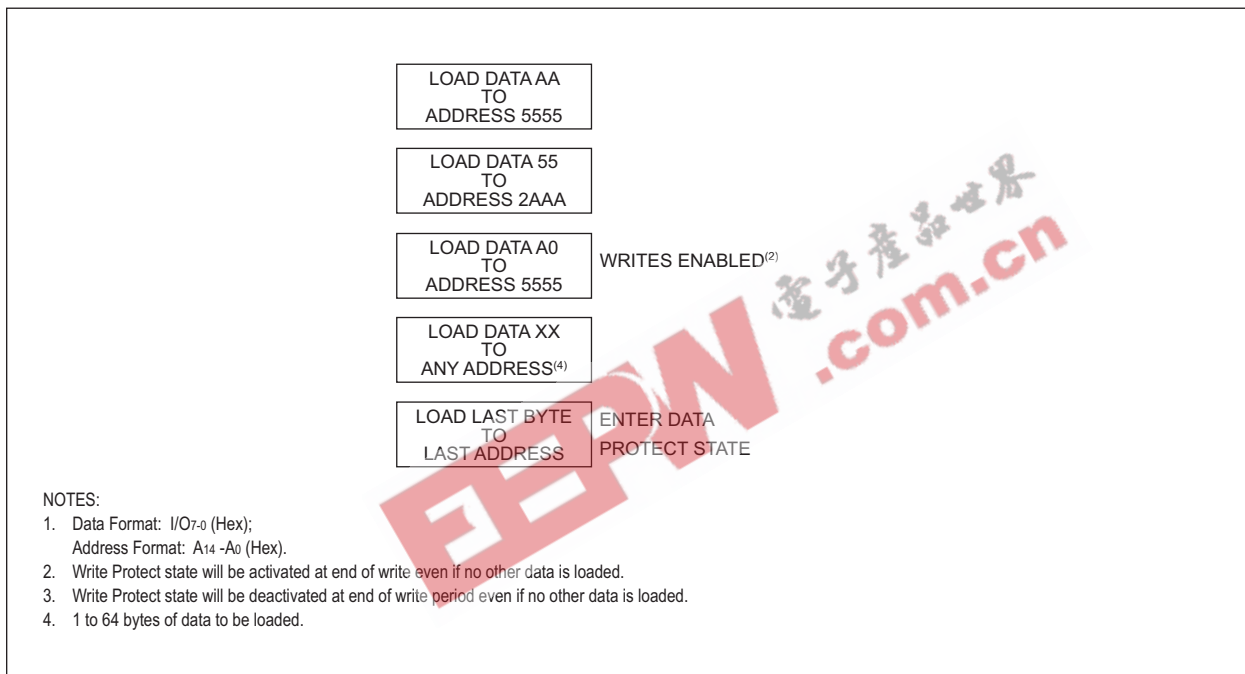 LOAD DATA AA
TO
ADDRESS 5555
LOAD DATA 55
TO
ADDRESS 2AAA
LOAD DATA A0
TO
ADDRESS 5555
WRITES ENABLED(2)
LOAD DATA XX
TO
ANY ADDRESS(4)
LOAD LAST BYTE
TO
LAST ADDRESS
ENTER DATA
PROTECT STATE
EEPW
電子產品世界
.com.cn
NOTES:
1. Data Format: I/O7-0 (Hex);
Address Format: A14 -A0 (Hex).
2. Write Protect state will be activated at end of write even if no other data is loaded.
3. Write Protect state will be deactivated at end of write period even if no other data is loaded.
4. 1 to 64 bytes of data to be loaded.